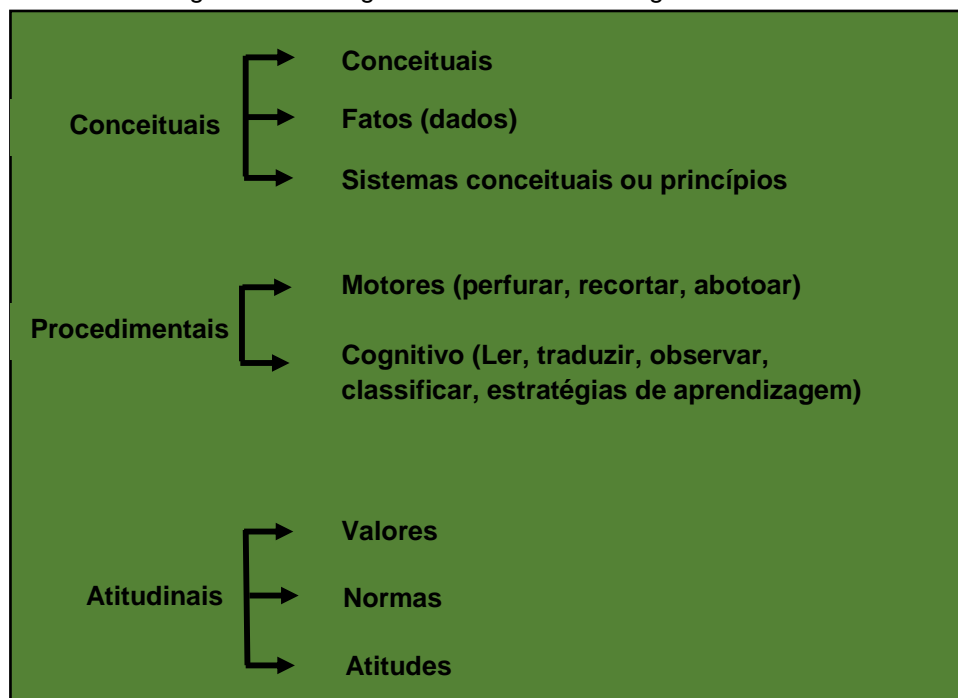 Conceituais
Conceituais
Fatos (dados)
Sistemas conceituais ou princípios
Procedimentais
Motores (perfurar, recortar, abotoar)
Cognitivo (Ler, traduzir, observar,
classificar, estratégias de aprendizagem)
Atitudinais
Valores
Normas
Atitudes